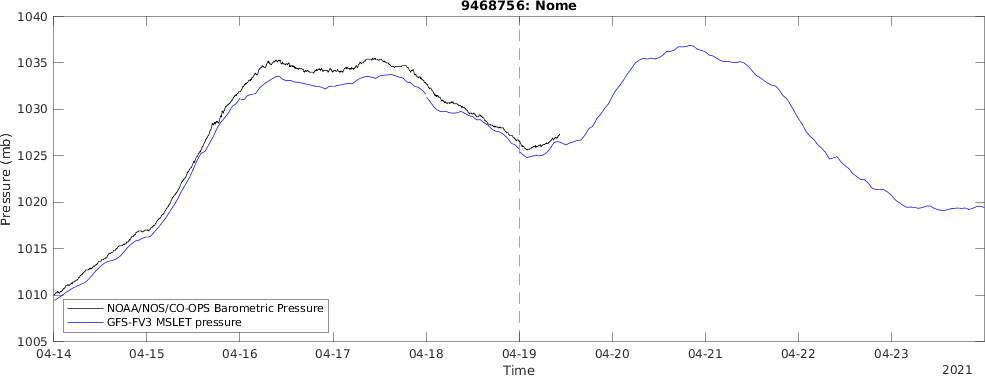 9468756: Nome
1040
1035
1030
1025
1020
1015
1010
1005
Pressure (mb)
NOAA/NOS/CO-OPS Barometric Pressure
GFS-FV3 MSLET pressure
04-14 04-15 04-16 04-17 04-18 04-19 04-20 04-21 04-22 04-23
Time
2021